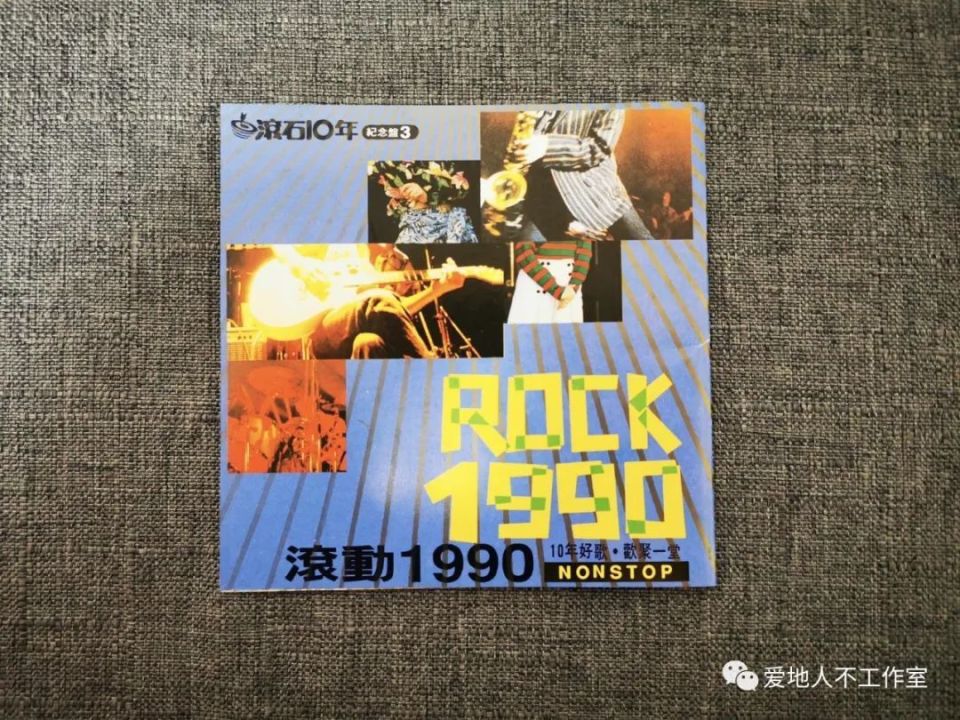 滾石10年 紀念盤3
ROCK
1990
滾動1990
10年好歌·歡聚一堂
NONSTOP
爱地人不工作室